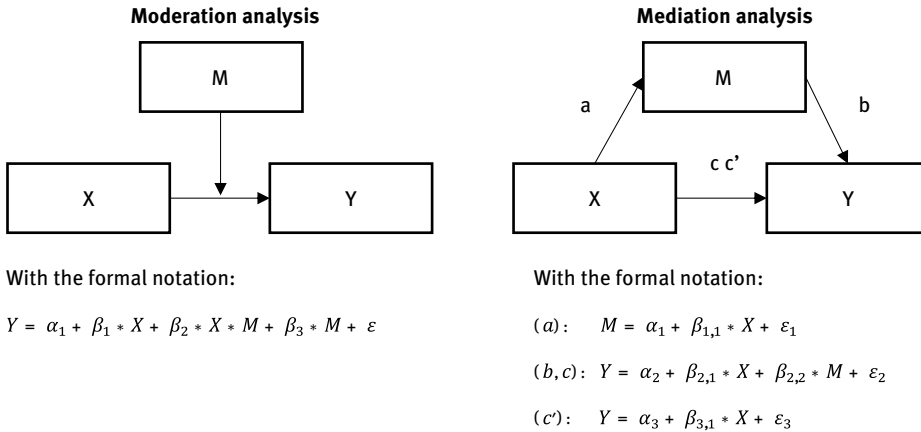 Moderation analysis
M
X
Y
With the formal notation:
Y = α₁ + β₁ * X + β₂ * X * M + β₃ * M + ε
Mediation analysis
M
a
b
c c’
X
Y
With the formal notation:
(a): M = α₁ + β₁,₁ * X + ε₁
(b, c): Y = α₂ + β₂,₁ * X + β₂,₂ * M + ε₂
(c’): Y = α₃ + β₃,₁ * X + ε₃